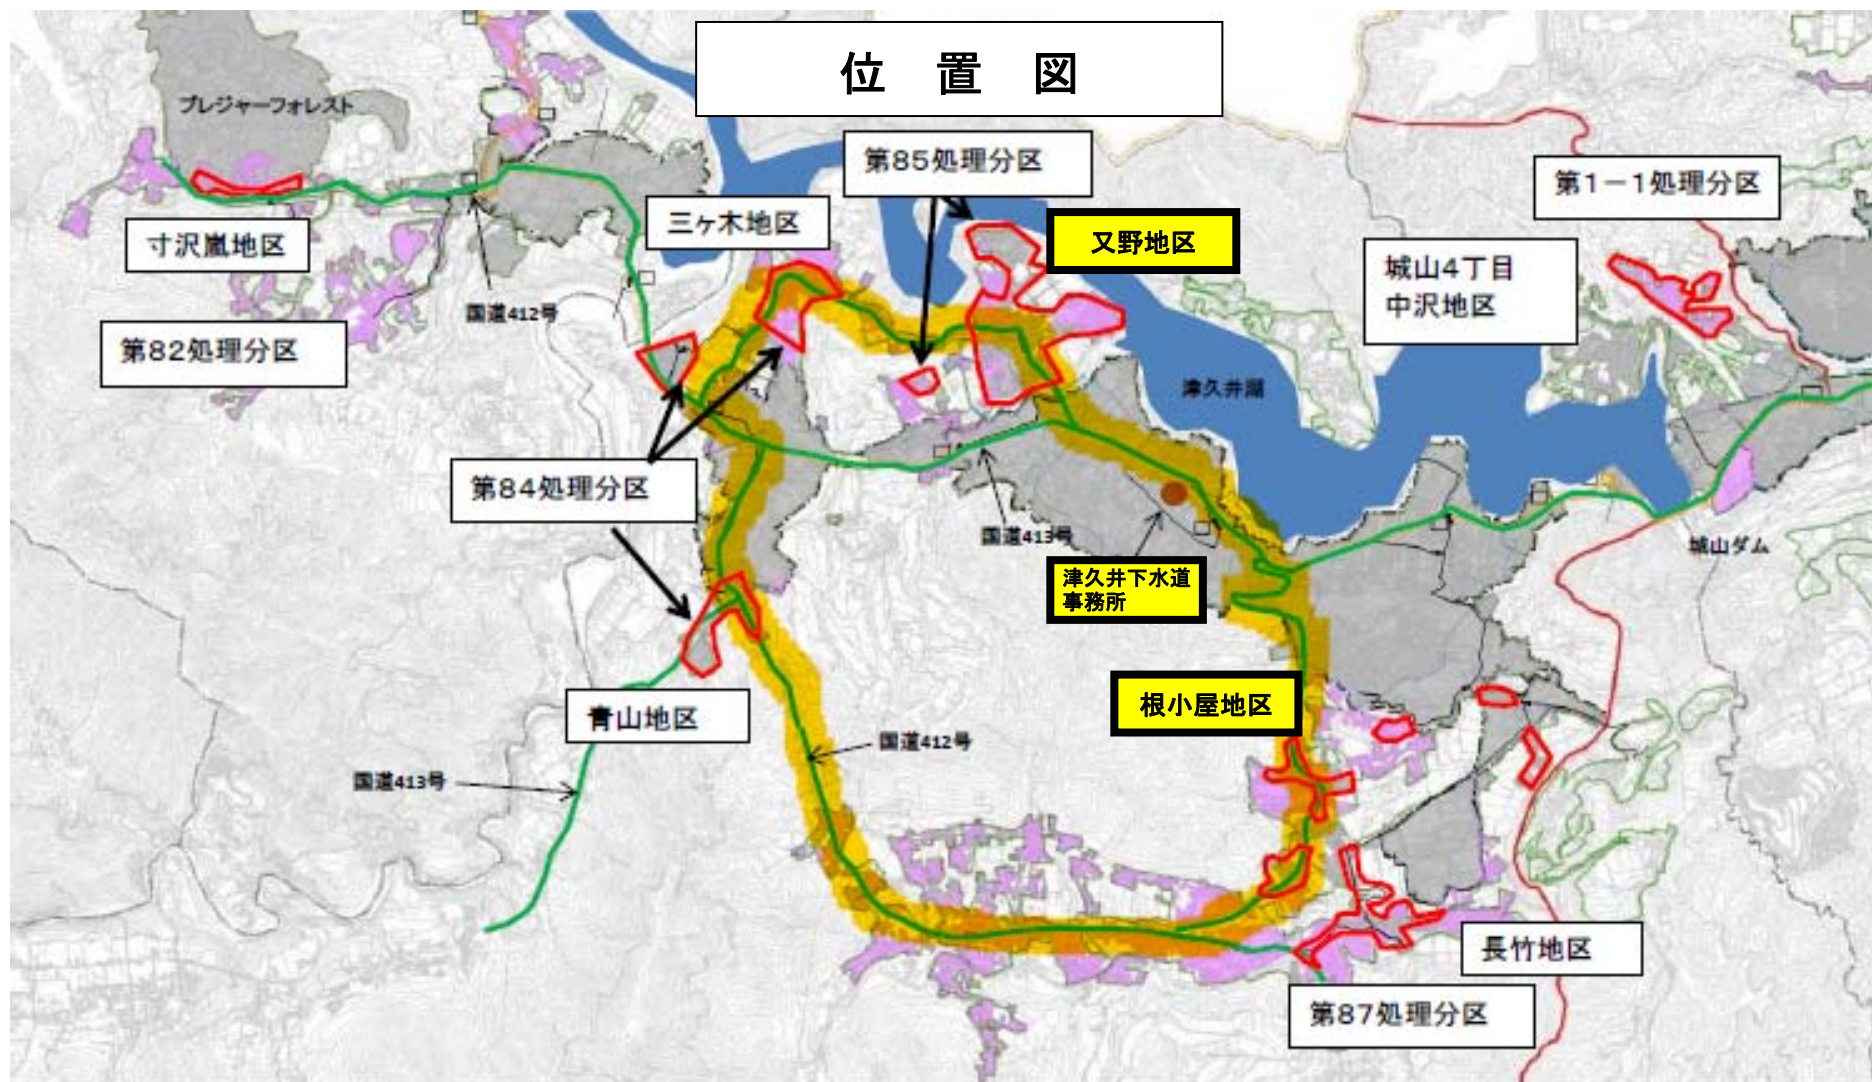 位 置 図
プレジャーフォレスト
第85処理分区
第1－1処理分区
三ヶ木地区
又野地区
寸沢嵐地区
城山4丁目
中沢地区
国道412号
第82処理分区
津久井湖
第84処理分区
国道413号
城山ダム
津久井下水道
事務所
根小屋地区
青山地区
国道412号
国道413号
長竹地区
第87処理分区